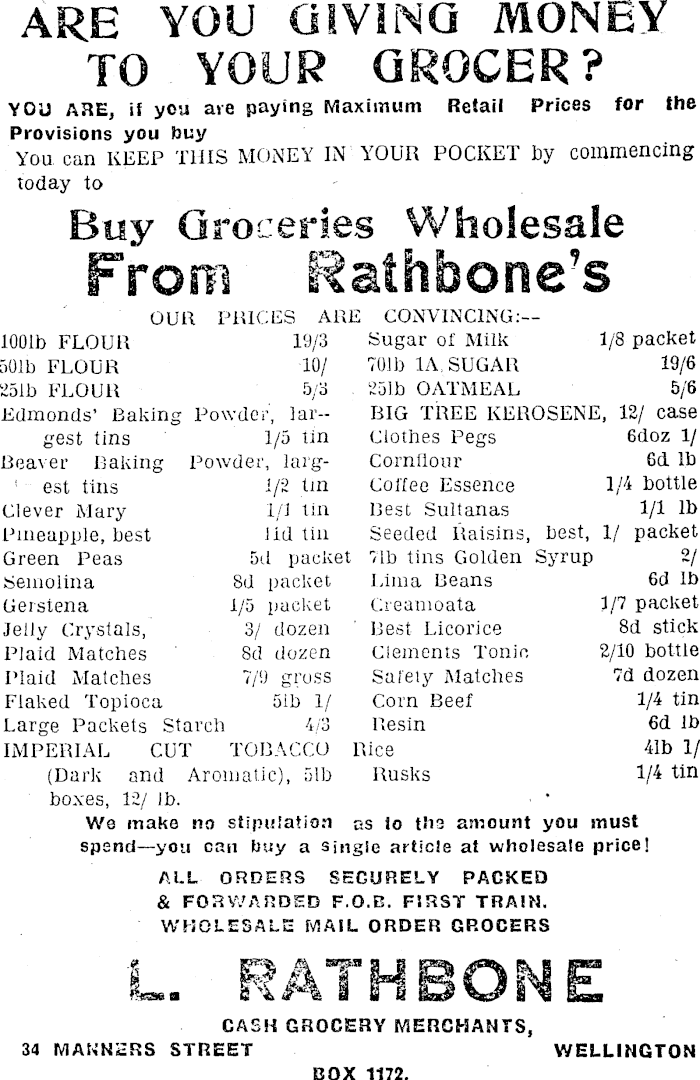 ARE YOU GIVING MONEY
TO YOUR GROCER?
YOU ARE, if you are paying Maximum Retail Prices for the
Provisions you buy
You can KEEP THIS MONEY IN YOUR POCKET by commencing
today to
Buy Groceries Wholesale
From Rathbone's
OUR PRICES ARE CONVINCING:--
100lb FLOUR 19/3
50lb FLOUR 10/
25lb FLOUR 5/3
Edmonds' Baking Powder, lar--
gest tins 1/5 tin
Beaver Baking Powder, larg-
est tins 1/2 tin
Clever Mary 1/1 tin
Pineapple, best 11d tin
Green Peas 5d packet
Semolina 8d packet
Gerstena 1/5 packet
Jelly Crystals, 3/ dozen
Plaid Matches 8d dozen
Plaid Matches 7/9 gross
Flaked Topioca 5lb 1/
Large Packets Starch 4/3
IMPERIAL CUT TOBACCO
(Dark and Aromatic), 5lb
boxes, 12/ lb.
Sugar of Milk 1/8 packet
70lb 1A SUGAR 19/6
25lb OATMEAL 5/6
BIG TREE KEROSENE, 12/ case
Clothes Pegs 6doz 1/
Cornflour 6d lb
Coffee Essence 1/4 bottle
Best Sultanas 1/1 lb
Seeded Raisins, best, 1/ packet
7lb tins Golden Syrup 2/
Lima Beans 6d lb
Creamoata 1/7 packet
Best Licorice 8d stick
Clements Tonic 2/10 bottle
Safety Matches 7d dozen
Corn Beef 1/4 tin
Resin 6d lb
Rice 4lb 1/
Rusks 1/4 tin
We make no stipulation as to the amount you must
spend—you can buy a single article at wholesale price!
ALL ORDERS SECURELY PACKED
& FORWARDED F.O.B. FIRST TRAIN.
WHOLESALE MAIL ORDER GROCERS
L. RATHBONE
CASH GROCERY MERCHANTS,
34 MANNERS STREET WELLINGTON
BOX 1172.